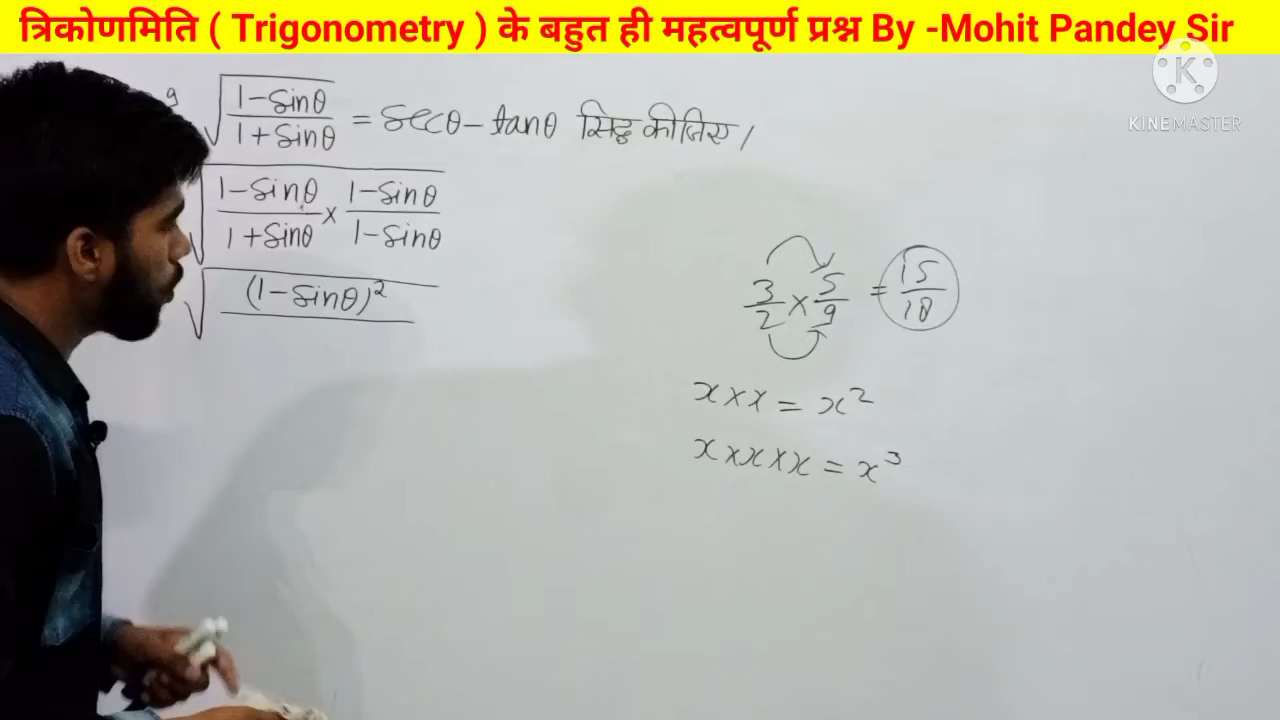 त्रिकोणमिति ( Trigonometry ) के बहुत ही महत्वपूर्ण प्रश्न By -Mohit Pandey Sir
K
KINEMASTER
9 √(1-sinθ / 1+sinθ) = secθ - tanθ सिद्ध कीजिए।
√(1-sinθ / 1+sinθ × 1-sinθ / 1-sinθ)
√((1-sinθ)²
3/2 × 5/9 = 15/18
x×x = x²
x×x×x = x³